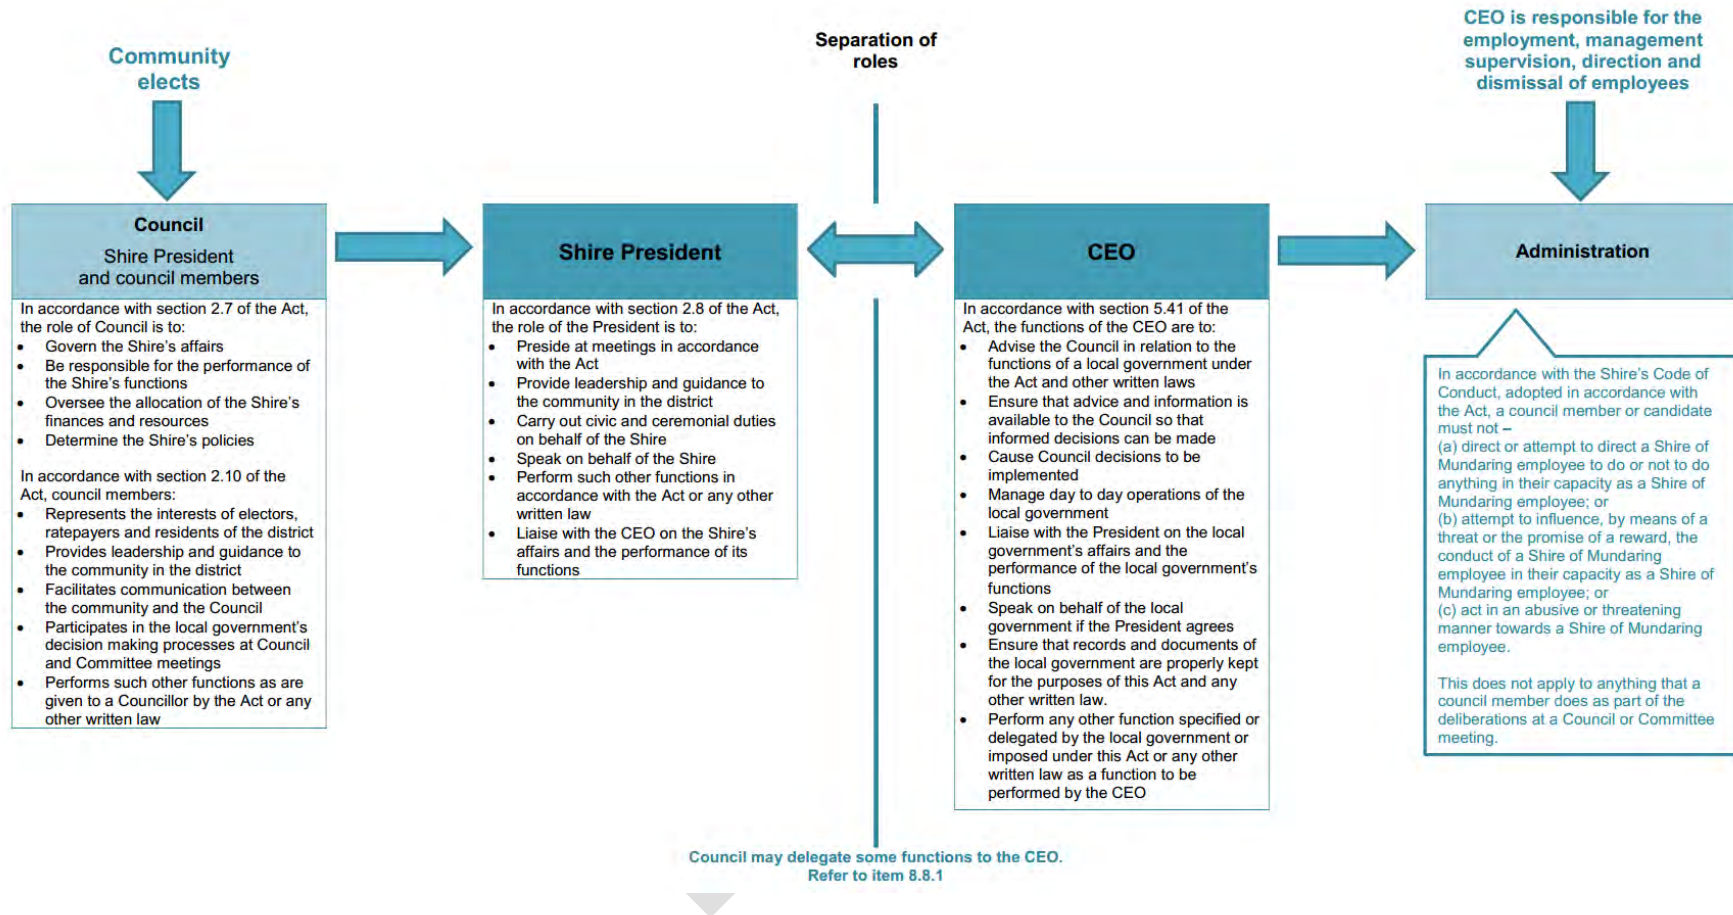 Community
elects
Separation of
roles
CEO is responsible for the
employment, management
supervision, direction and
dismissal of employees
Council
Shire President
and council members
In accordance with section 2.7 of the Act,
the role of Council is to:
• Govern the Shire's affairs
• Be responsible for the performance of
the Shire's functions
• Oversee the allocation of the Shire's
finances and resources
• Determine the Shire's policies
In accordance with section 2.10 of the
Act, council members:
• Represents the interests of electors,
ratepayers and residents of the district
• Provides leadership and guidance to
the community in the district
• Facilitates communication between
the community and the Council
• Participates in the local government's
decision making processes at Council
and Committee meetings
• Performs such other functions as are
given to a Councillor by the Act or any
other written law
Shire President
In accordance with section 2.8 of the Act,
the role of the President is to:
• Preside at meetings in accordance
with the Act
• Provide leadership and guidance to
the community in the district
• Carry out civic and ceremonial duties
on behalf of the Shire
• Speak on behalf of the Shire
• Perform such other functions in
accordance with the Act or any other
written law
• Liaise with the CEO on the Shire's
affairs and the performance of its
functions
CEO
In accordance with section 5.41 of the
Act, the functions of the CEO are to:
• Advise the Council in relation to the
functions of a local government under
the Act and other written laws
• Ensure that advice and information is
available to the Council so that
informed decisions can be made
• Cause Council decisions to be
implemented
• Manage day to day operations of the
local government
• Liaise with the President on the local
government's affairs and the
performance of the local government's
functions
• Speak on behalf of the local
government if the President agrees
• Ensure that records and documents of
the local government are properly kept
for the purposes of this Act and any
other written law.
• Perform any other function specified or
delegated by the local government or
imposed under this Act or any other
written law as a function to be
performed by the CEO
Administration
In accordance with the Shire's Code of
Conduct, adopted in accordance with
the Act, a council member or candidate
must not –
(a) direct or attempt to direct a Shire of
Mundaring employee to do or not to do
anything in their capacity as a Shire of
Mundaring employee; or
(b) attempt to influence, by means of a
threat or the promise of a reward, the
conduct of a Shire of Mundaring
employee in their capacity as a Shire of
Mundaring employee; or
(c) act in an abusive or threatening
manner towards a Shire of Mundaring
employee.
This does not apply to anything that a
council member does as part of the
deliberations at a Council or Committee
meeting.
Council may delegate some functions to the CEO.
Refer to item 8.8.1